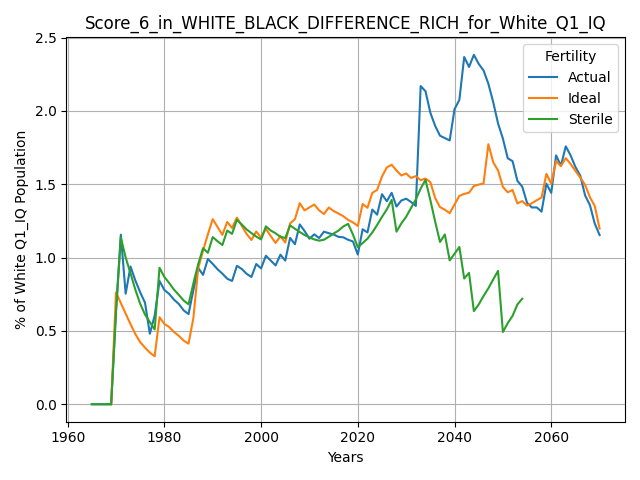 Score_6_in_WHITE_BLACK_DIFFERENCE_RICH_for_White_Q1_IQ
% of White Q1_IQ Population
2.5
2.0
1.5
1.0
0.5
0.0
Fertility
Actual
Ideal
Sterile
1960
1980
2000
2020
2040
2060
Years